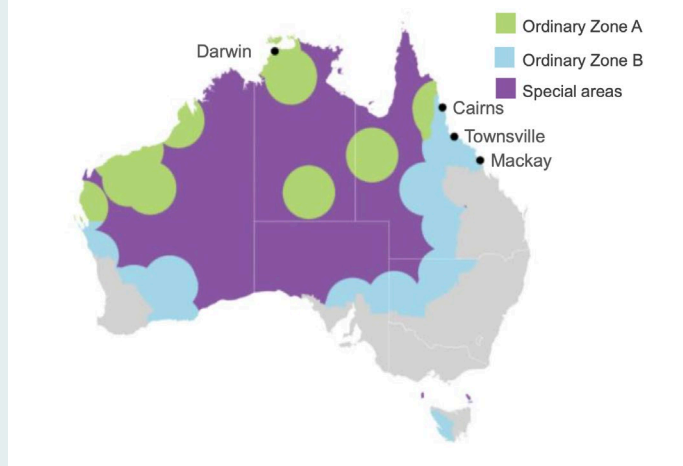 Ordinary Zone A
Darwin
Ordinary Zone B
Special areas
Cairns
Townsville
Mackay